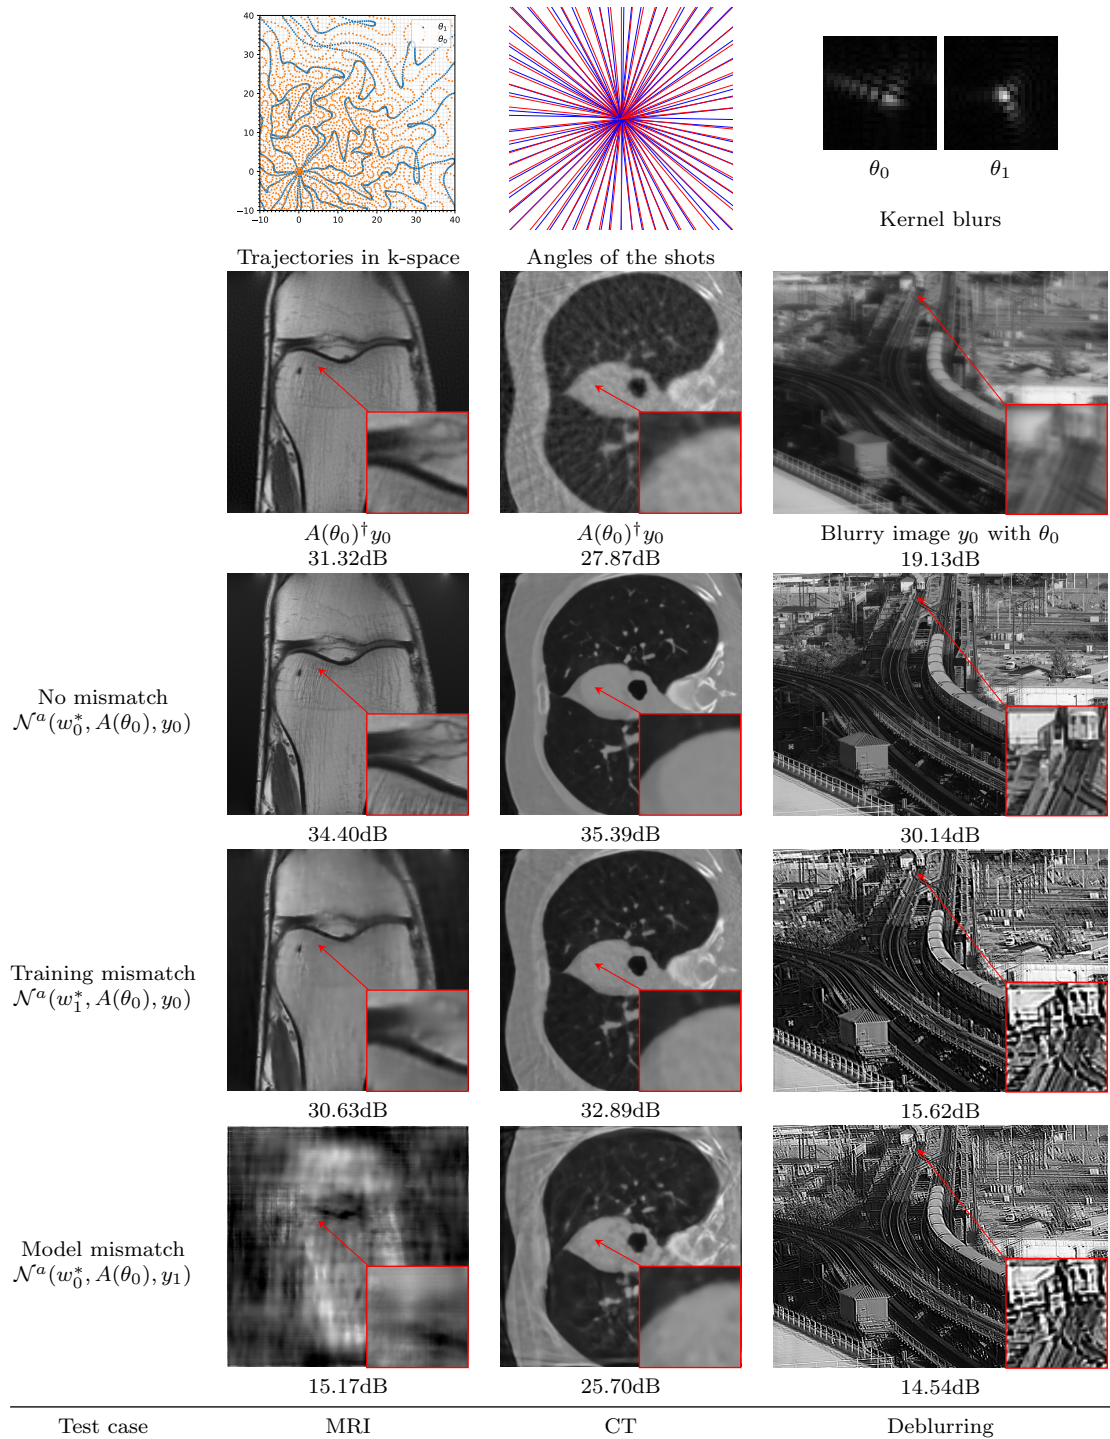 40
30
20
10
0
−10
−10 0 10 20 30 40
θ₁
θ₀
θ₀ θ₁
Kernel blurs
Trajectories in k-space Angles of the shots
A(θ₀)†y₀ A(θ₀)†y₀ Blurry image y₀ with θ₀
31.32dB 27.87dB 19.13dB
No mismatch
𝒩ᵃ(w₀*, A(θ₀), y₀)
34.40dB 35.39dB 30.14dB
Training mismatch
𝒩ᵃ(w₁*, A(θ₀), y₀)
30.63dB 32.89dB 15.62dB
Model mismatch
𝒩ᵃ(w₀*, A(θ₀), y₁)
15.17dB 25.70dB 14.54dB
Test case MRI CT Deblurring